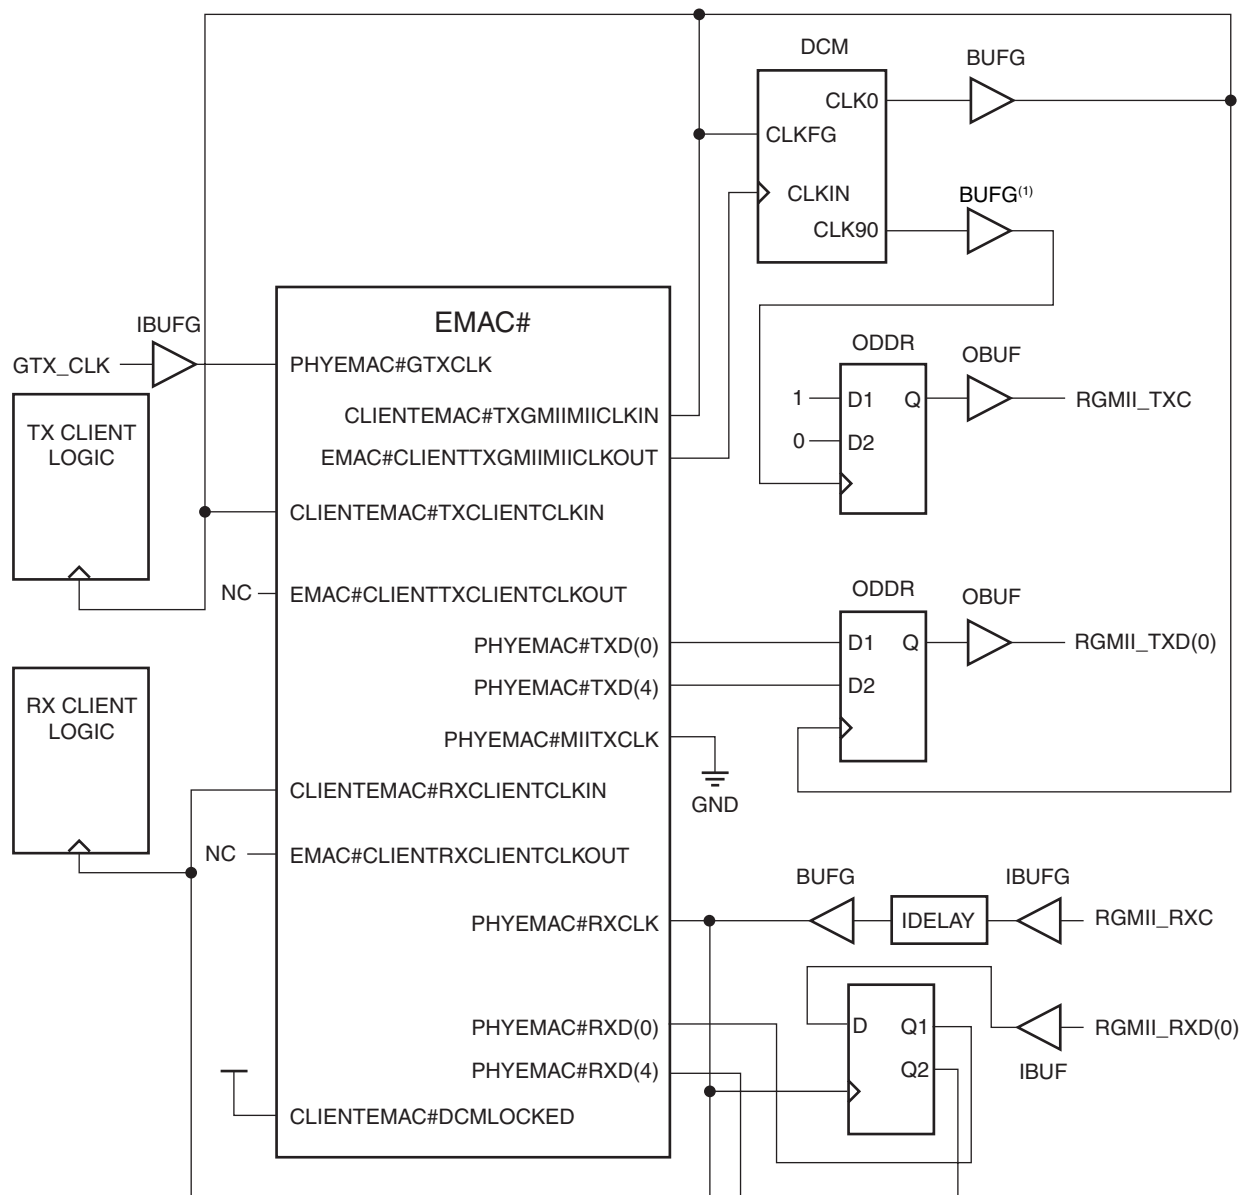 DCM
BUFG
CLK0
CLKFG
CLKIN
BUFG(1)
CLK90
EMAC#
IBUFG
GTX_CLK
PHYEMAC#GTXCLK
ODDR
OBUF
1
D1
Q
RGMII_TXC
0
D2
TX CLIENT
LOGIC
CLIENTEMAC#TXGMIIMIICLKIN
EMAC#CLIENTTXGMIIMIICLKOUT
CLIENTEMAC#TXCLIENTCLKIN
NC
EMAC#CLIENTTXCLIENTCLKOUT
ODDR
OBUF
PHYEMAC#TXD(0)
D1
Q
RGMII_TXD(0)
PHYEMAC#TXD(4)
D2
RX CLIENT
LOGIC
PHYEMAC#MIITXCLK
GND
CLIENTEMAC#RXCLIENTCLKIN
NC
EMAC#CLIENTRXCLIENTCLKOUT
BUFG
IBUFG
PHYEMAC#RXCLK
IDELAY
RGMII_RXC
PHYEMAC#RXD(0)
D
Q1
RGMII_RXD(0)
PHYEMAC#RXD(4)
Q2
IBUF
CLIENTEMAC#DCMLOCKED